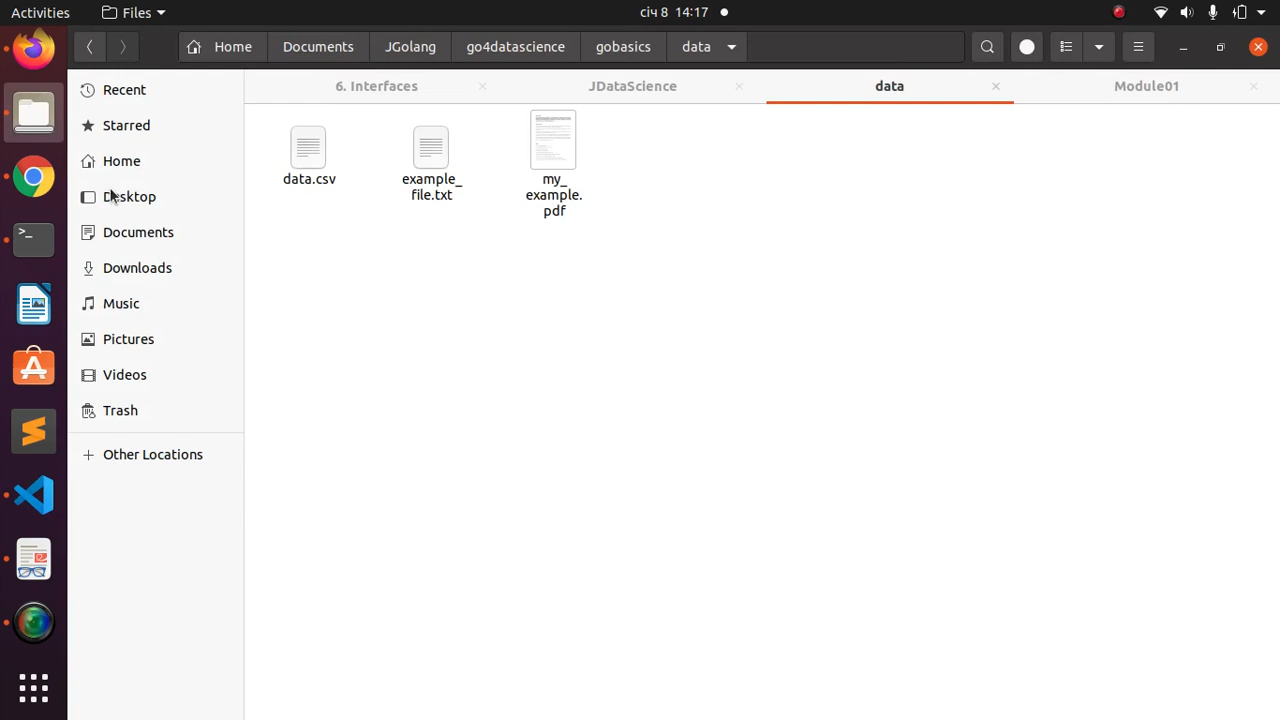 Activities Files січ 8 14:17
Home Documents JGolang go4datascience gobasics data
6. Interfaces JDataScience data Module01
Recent
Starred
Home
Desktop
Documents
Downloads
Music
Pictures
Videos
Trash
Other Locations
data.csv
example_
file.txt
my_
example.
pdf